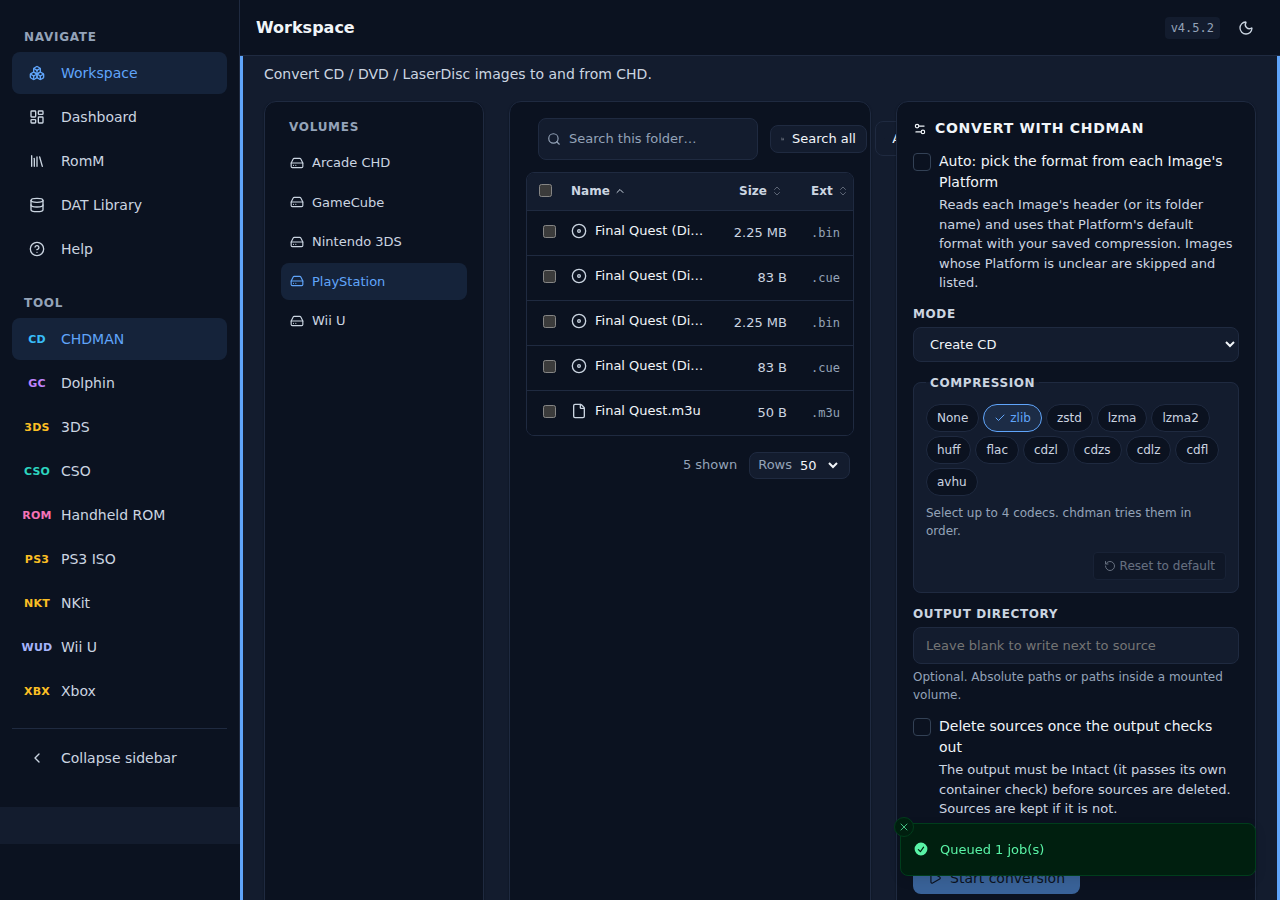 NAVIGATE
Workspace
Dashboard
RomM
DAT Library
Help
TOOL
CD CHDMAN
GC Dolphin
3DS 3DS
CSO CSO
ROM Handheld ROM
PS3 PS3 ISO
NKT NKit
WUD Wii U
XBX Xbox
Collapse sidebar
Workspace
v4.5.2
Convert CD / DVD / LaserDisc images to and from CHD.
VOLUMES
Arcade CHD
GameCube
Nintendo 3DS
PlayStation
Wii U
Search this folder…
Search all
Name Size Ext
Final Quest (Di… 2.25 MB .bin
Final Quest (Di… 83 B .cue
Final Quest (Di… 2.25 MB .bin
Final Quest (Di… 83 B .cue
Final Quest.m3u 50 B .m3u
5 shown Rows 50
CONVERT WITH CHDMAN
Auto: pick the format from each Image's
Platform
Reads each Image's header (or its folder
name) and uses that Platform's default
format with your saved compression. Images
whose Platform is unclear are skipped and
listed.
MODE
Create CD
COMPRESSION
None zlib zstd lzma lzma2
huff flac cdzl cdzs cdlz cdfl
avhu
Select up to 4 codecs. chdman tries them in
order.
Reset to default
OUTPUT DIRECTORY
Leave blank to write next to source
Optional. Absolute paths or paths inside a mounted
volume.
Delete sources once the output checks
out
The output must be Intact (it passes its own
container check) before sources are deleted.
Sources are kept if it is not.
Queued 1 job(s)
Start conversion